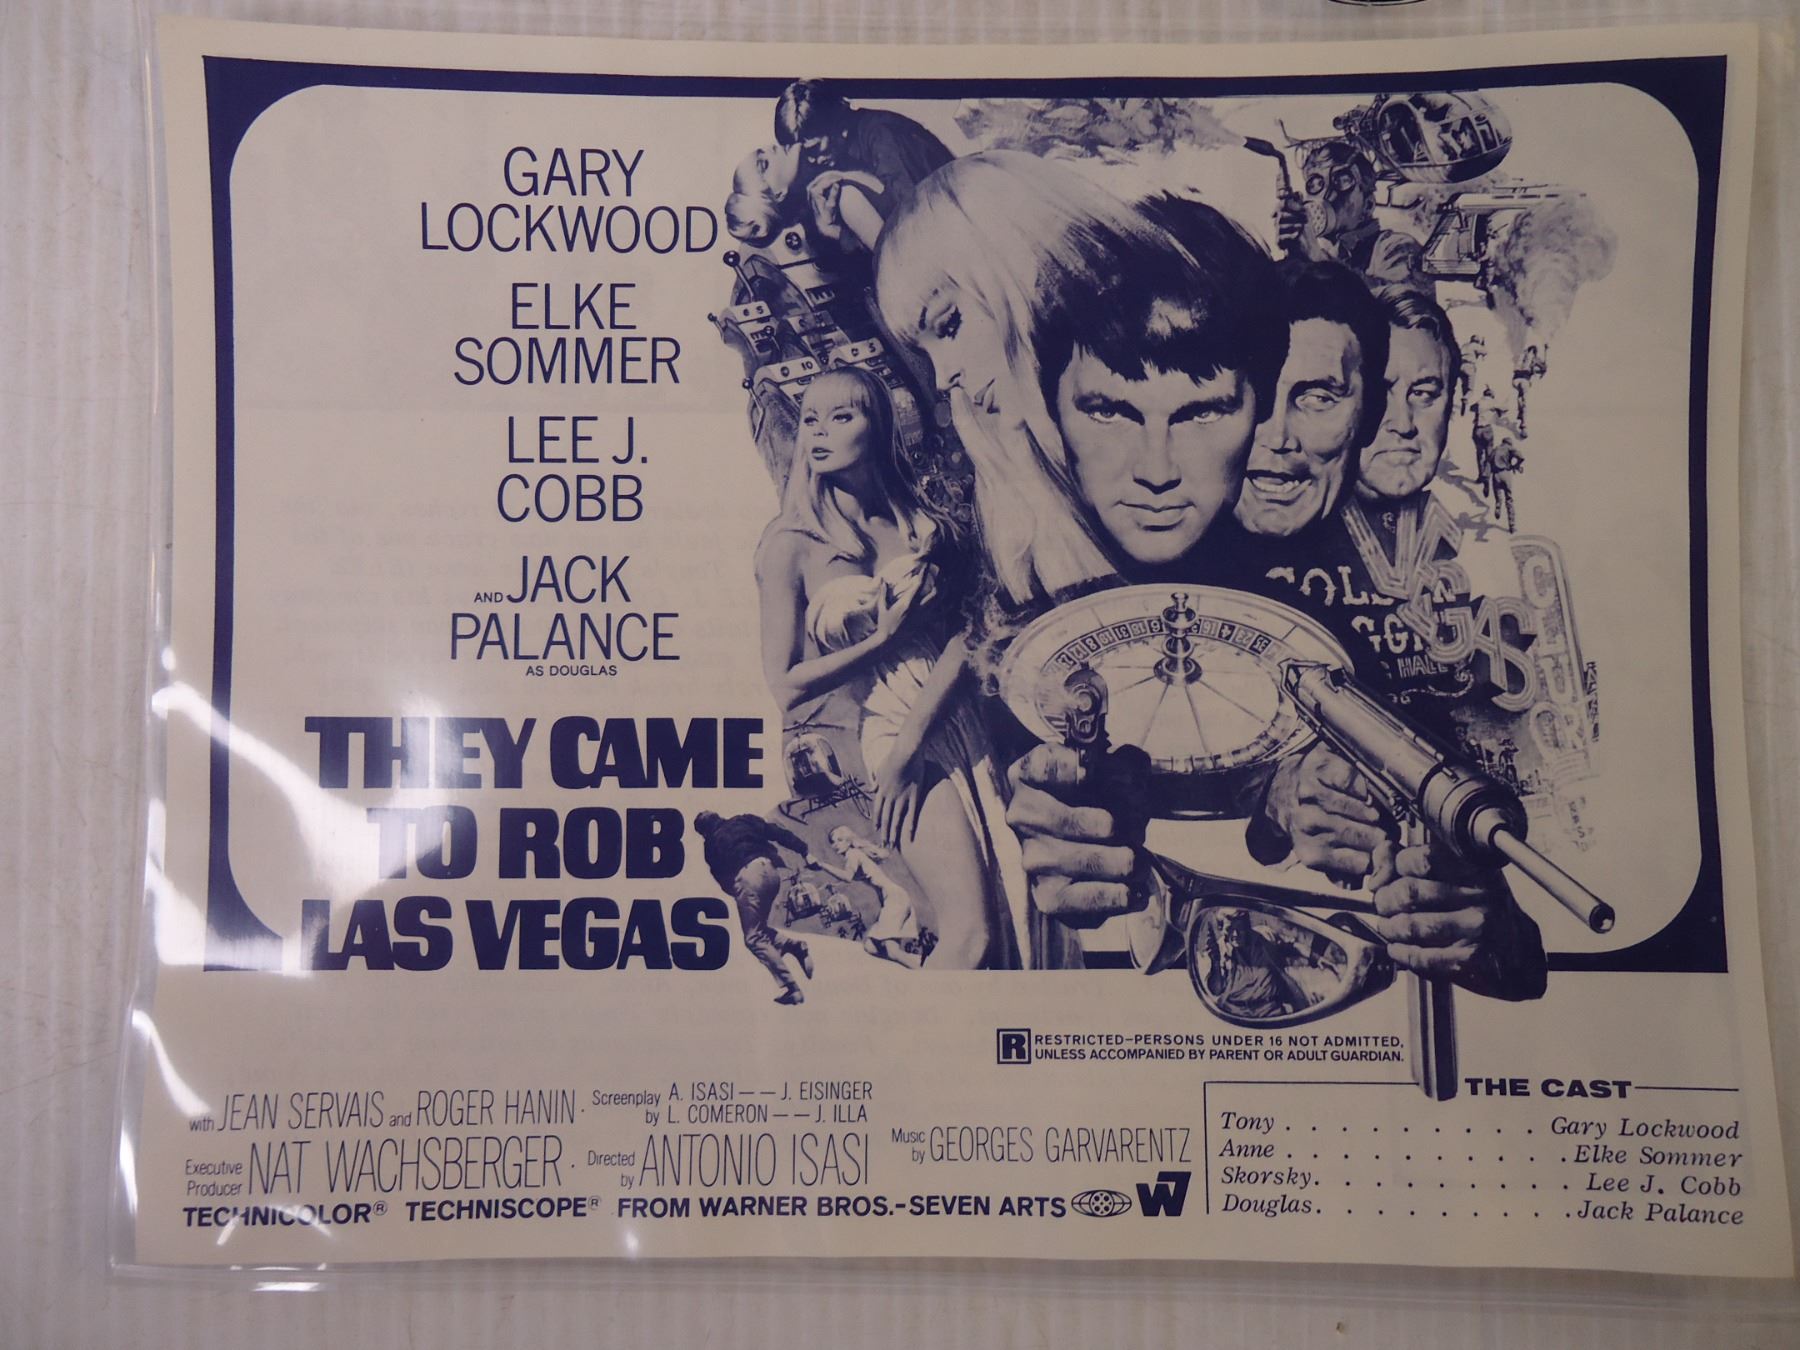 GARY
LOCKWOOD
ELKE
SOMMER
LEE J.
COBB
AND JACK
PALANCE
AS DOUGLAS
THEY CAME
TO ROB
LAS VEGAS
R RESTRICTED—PERSONS UNDER 16 NOT ADMITTED,
UNLESS ACCOMPANIED BY PARENT OR ADULT GUARDIAN.
with JEAN SERVAIS and ROGER HANIN · Screenplay by A. ISASI — — J. EISINGER
L. COMERON — — J. ILLA
Executive Producer NAT WACHSBERGER · Directed by ANTONIO ISASI Music by GEORGES GARVARENTZ
TECHNICOLOR® TECHNISCOPE® FROM WARNER BROS.-SEVEN ARTS W7
THE CAST
Tony . . . . . . . . . . Gary Lockwood
Anne . . . . . . . . . . Elke Sommer
Skorsky. . . . . . . . . . Lee J. Cobb
Douglas. . . . . . . . . . Jack Palance